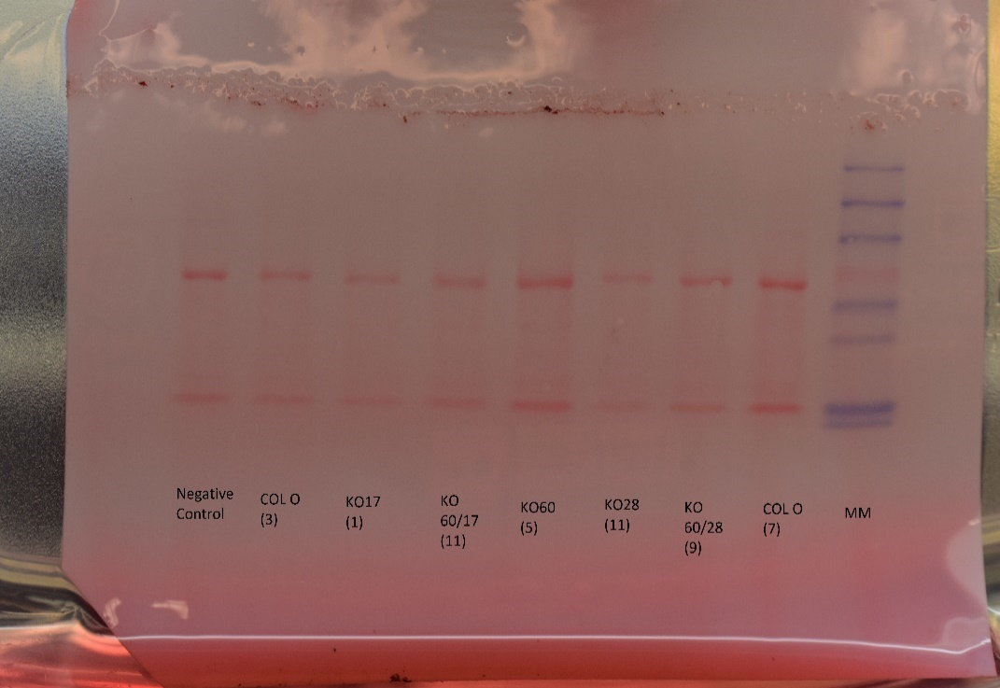 Negative
Control
COL O
(3)
KO17
(1)
KO
60/17
(11)
KO60
(5)
KO28
(11)
KO
60/28
(9)
COL O
(7)
MM